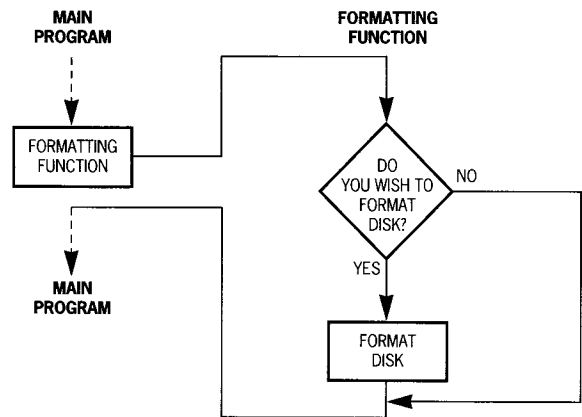 MAIN
PROGRAM
FORMATTING
FUNCTION
FORMATTING
FUNCTION
DO
YOU WISH TO
FORMAT
DISK?
NO
YES
MAIN
PROGRAM
FORMAT
DISK